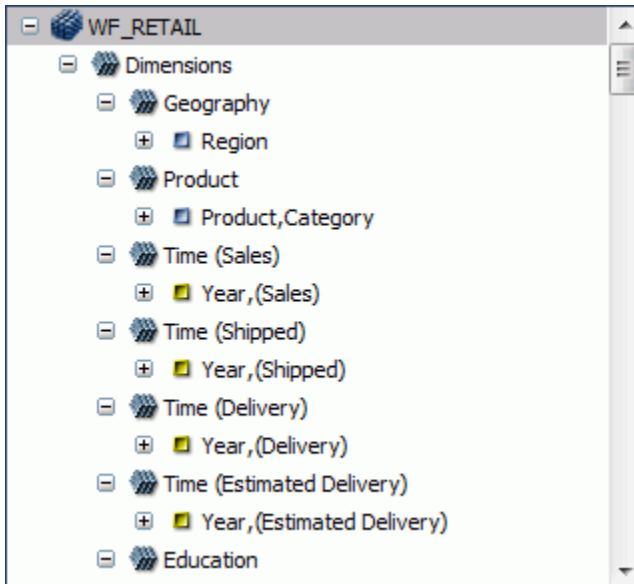 WF_RETAIL
Dimensions
Geography
Region
Product
Product,Category
Time (Sales)
Year,(Sales)
Time (Shipped)
Year,(Shipped)
Time (Delivery)
Year,(Delivery)
Time (Estimated Delivery)
Year,(Estimated Delivery)
Education